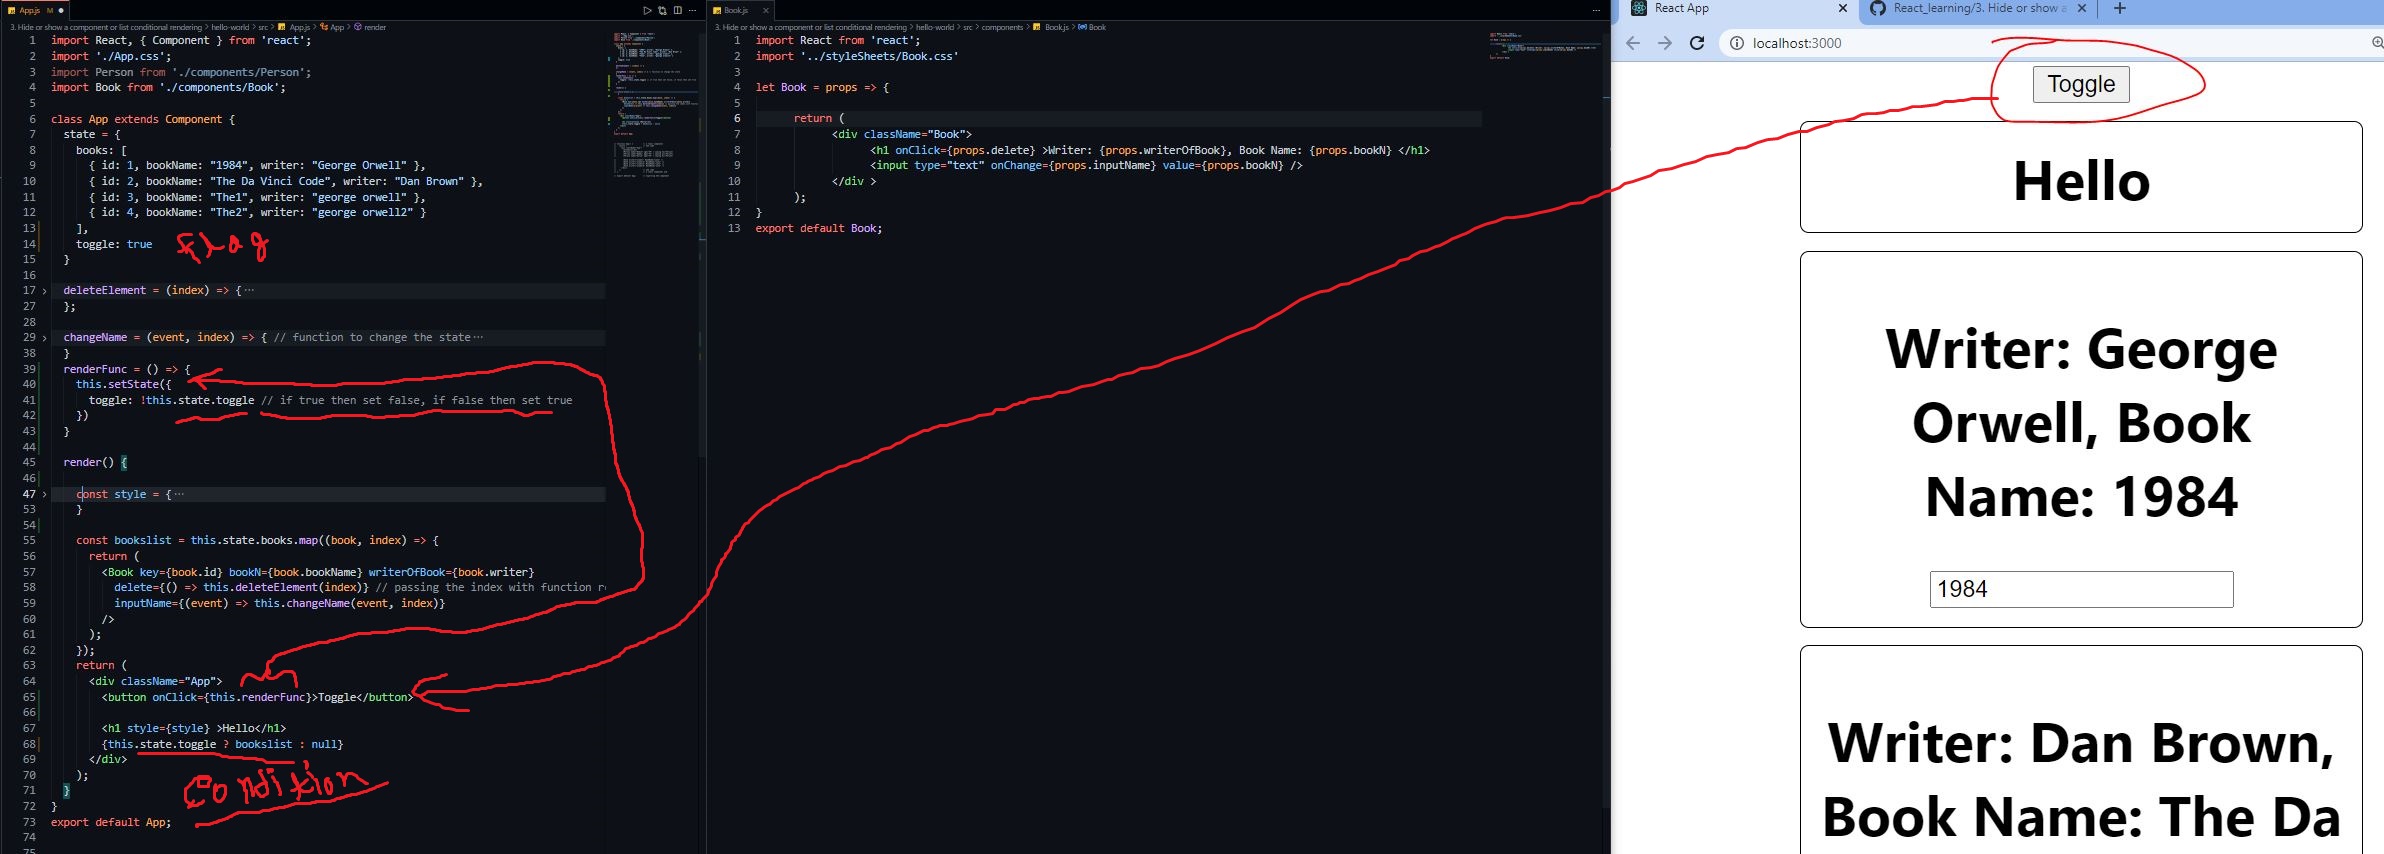 App.js M
3. Hide or show a component or list conditional rendering > hello-world > src > App.js > App > render
1 import React, { Component } from 'react';
2 import './App.css';
3 import Person from './components/Person';
4 import Book from './components/Book';
5
6 class App extends Component {
7 state = {
8 books: [
9 { id: 1, bookName: "1984", writer: "George Orwell" },
10 { id: 2, bookName: "The Da Vinci Code", writer: "Dan Brown" },
11 { id: 3, bookName: "The1", writer: "george orwell" },
12 { id: 4, bookName: "The2", writer: "george orwell2" }
13 ],
14 toggle: true flag
15 }
16
17 deleteElement = (index) => { ···
27 };
28
29 changeName = (event, index) => { // function to change the state ···
38 }
39 renderFunc = () => {
40 this.setState({
41 toggle: !this.state.toggle // if true then set false, if false then set true
42 })
43 }
44
45 render() {
46
47 const style = { ···
53 }
54
55 const bookslist = this.state.books.map((book, index) => {
56 return (
57 <Book key={book.id} bookN={book.bookName} writerOfBook={book.writer}
58 delete={() => this.deleteElement(index)} // passing the index with function r
59 inputName={(event) => this.changeName(event, index)}
60 />
61 );
62 });
63 return (
64 <div className="App">
65 <button onClick={this.renderFunc}>Toggle</button>
66
67 <h1 style={style} >Hello</h1>
68 {this.state.toggle ? bookslist : null}
69 </div>
70 );
71 }
72 }
73 export default App;
74
75
Condition
Book.js
3. Hide or show a component or list conditional rendering > hello-world > src > components > Book.js > Book
1 import React from 'react';
2 import '../styleSheets/Book.css'
3
4 let Book = props => {
5
6 return (
7 <div className="Book">
8 <h1 onClick={props.delete} >Writer: {props.writerOfBook}, Book Name: {props.bookN} </h1>
9 <input type="text" onChange={props.inputName} value={props.bookN} />
10 </div >
11 );
12 }
13 export default Book;
React App
React_learning/3. Hide or show a
localhost:3000
Toggle
Hello
Writer: George
Orwell, Book
Name: 1984
1984
Writer: Dan Brown,
Book Name: The Da